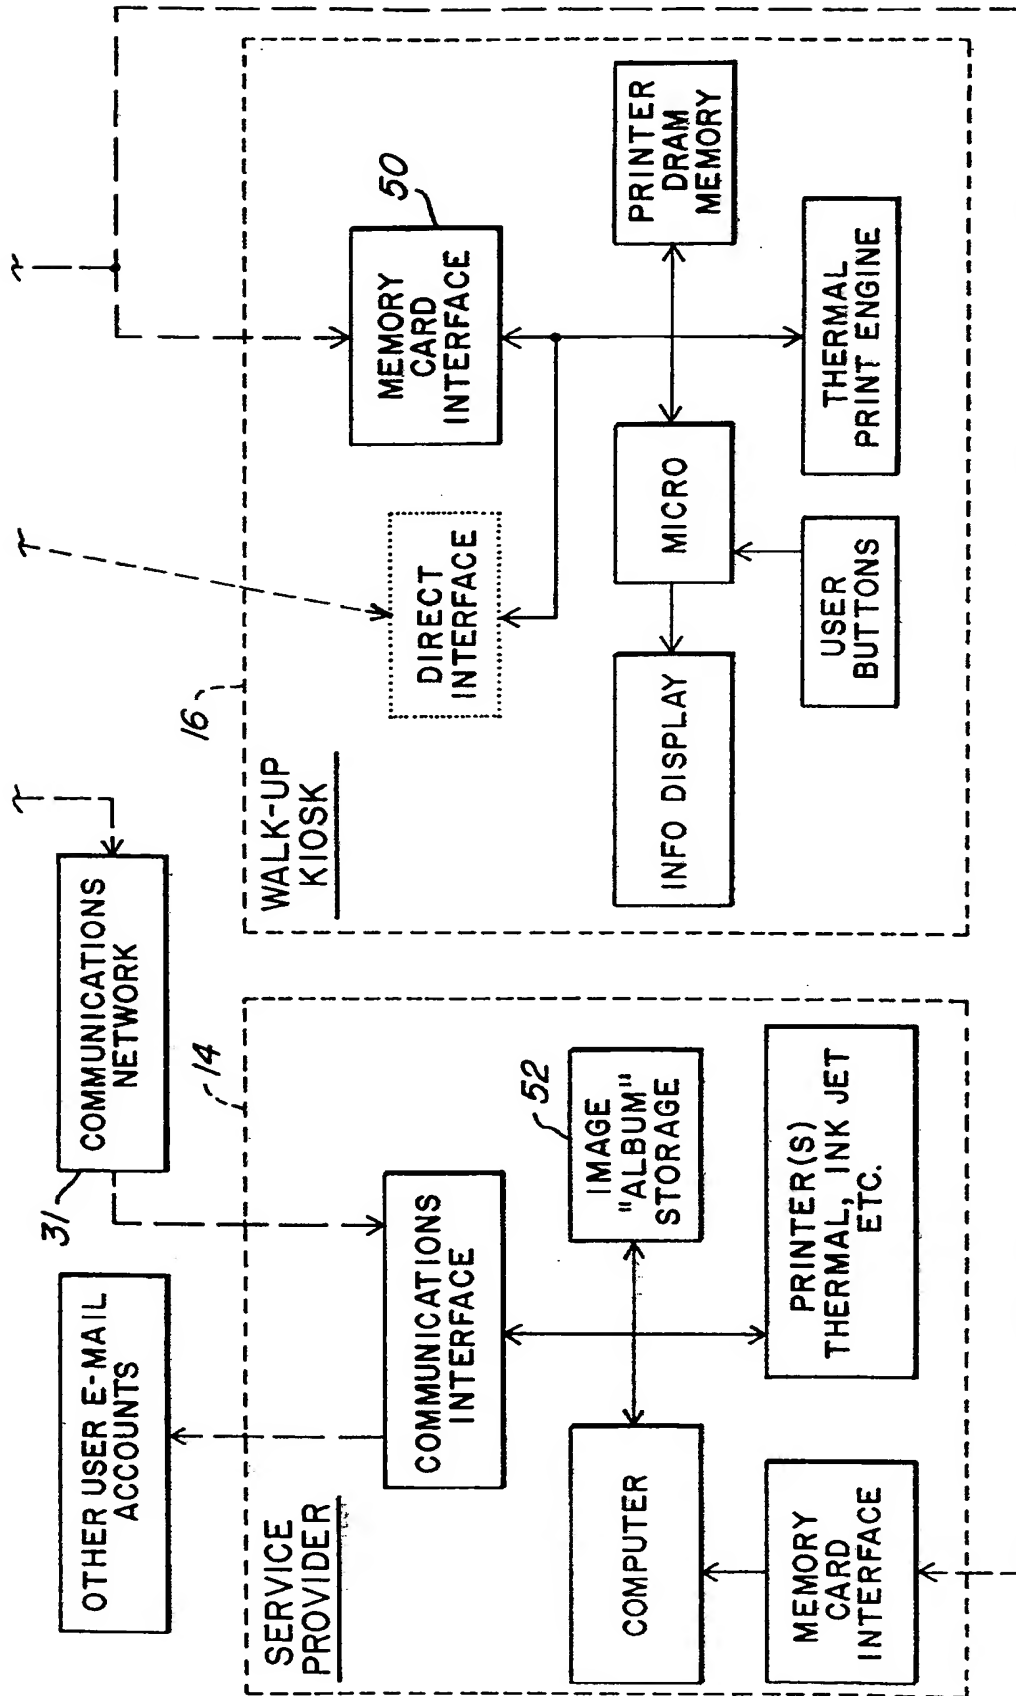 OTHER USER E-MAIL
ACCOUNTS
31
COMMUNICATIONS
NETWORK
SERVICE
PROVIDER
14
COMMUNICATIONS
INTERFACE
COMPUTER
IMAGE
"ALBUM"
STORAGE
52
MEMORY
CARD
INTERFACE
PRINTER(S)
THERMAL, INK JET
ETC.
WALK-UP
KIOSK
16
DIRECT
INTERFACE
MEMORY
CARD
INTERFACE
50
INFO DISPLAY
MICRO
PRINTER
DRAM
MEMORY
USER
BUTTONS
THERMAL
PRINT ENGINE